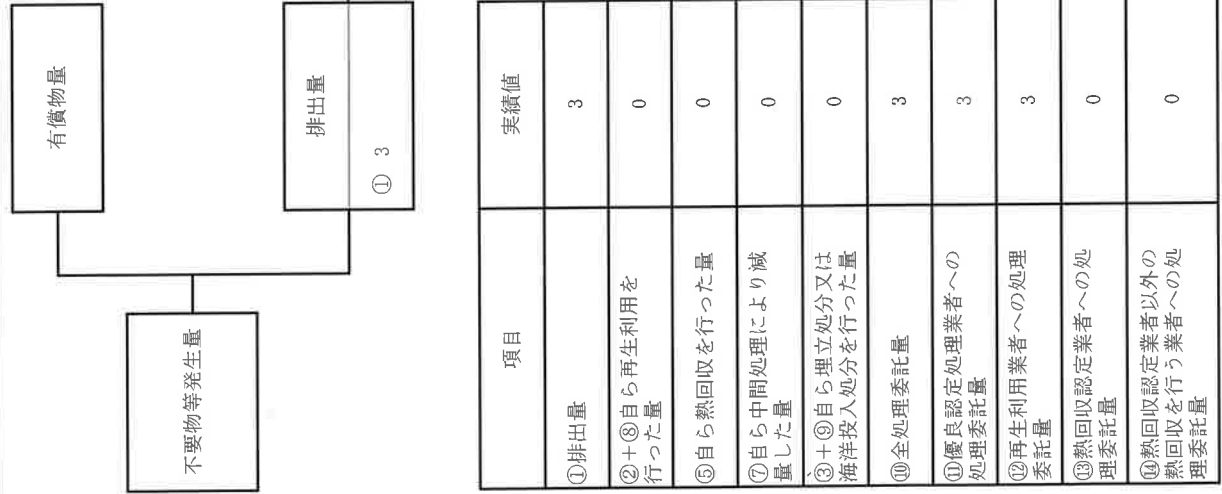 有償物量
不要物等発生量
排出量
① 3
項目
実績値
①排出量
3
②+⑧自ら再生利用を
行った量
0
⑤自ら熱回収を行った量
0
⑦自ら中間処理により減
量した量
0
③+⑨自ら埋立処分又は
海洋投入処分を行った量
0
⑩全処理委託量
3
⑪優良認定処理業者への
処理委託量
3
⑫再生利用業者への処理
委託量
3
⑬熱回収認定業者への処
理委託量
0
⑭熱回収認定業者以外の
熱回収を行う業者への処
理委託量
0